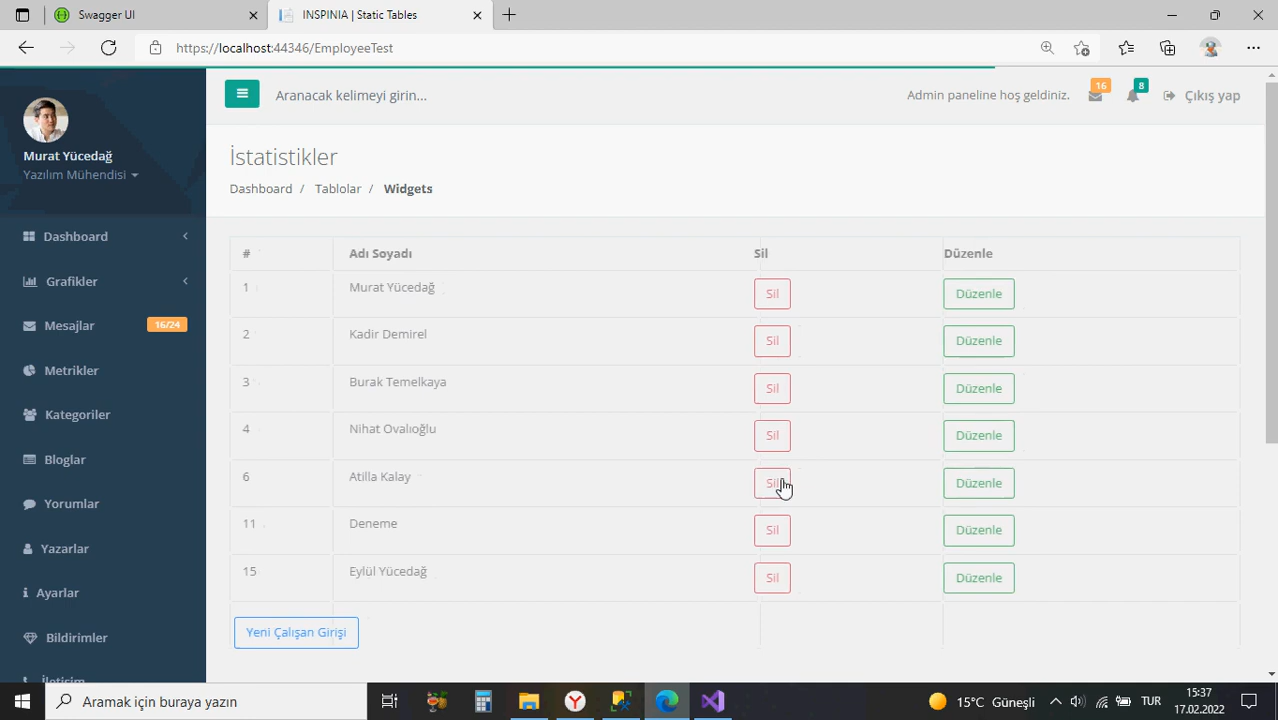 Swagger UI
INSPINIA | Static Tables
https://localhost:44346/EmployeeTest
Aranacak kelimeyi girin...
Admin paneline hoş geldiniz.
16
8
Çıkış yap
Murat Yücedağ
Yazılım Mühendisi
Dashboard
Grafikler
Mesajlar 16/24
Metrikler
Kategoriler
Bloglar
Yorumlar
Yazarlar
Ayarlar
Bildirimler
İletişim
İstatistikler
Dashboard / Tablolar / Widgets
# Adı Soyadı Sil Düzenle
1 Murat Yücedağ Sil Düzenle
2 Kadir Demirel Sil Düzenle
3 Burak Temelkaya Sil Düzenle
4 Nihat Ovalıoğlu Sil Düzenle
6 Atilla Kalay Sil Düzenle
11 Deneme Sil Düzenle
15 Eylül Yücedağ Sil Düzenle
Yeni Çalışan Girişi
Aramak için buraya yazın
15°C Güneşli
TUR
15:37
17.02.2022